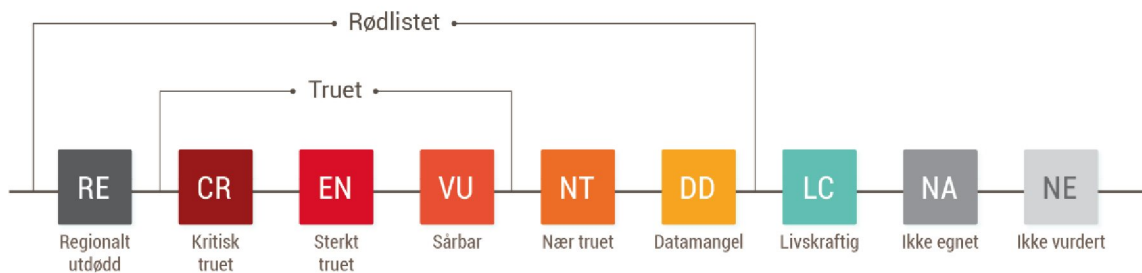 Rødlistet
Truet
RE
CR
EN
VU
NT
DD
LC
NA
NE
Regionalt
utdødd
Kritisk
truet
Sterkt
truet
Sårbar
Nær truet
Datamangel
Livskraftig
Ikke egnet
Ikke vurdert